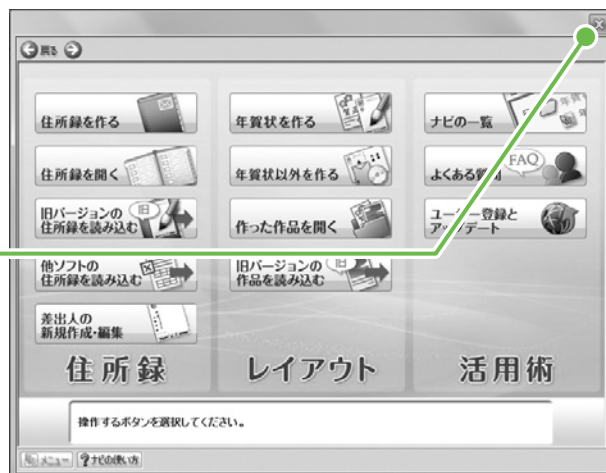 戻る
住所録を作る
住所録を開く
旧バージョンの
住所録を読み込む
旧
他ソフトの
住所録を読み込む
差出人の
新規作成・編集
住所録
年賀状を作る
年賀状以外を作る
作った作品を開く
旧バージョンの
作品を読み込む
旧
レイアウト
ナビの一覧
年賀
よくある質問
FAQ
ユーザー登録と
アップデート
活用術
操作するボタンを選択してください。
メニュー
?ナビの使い方